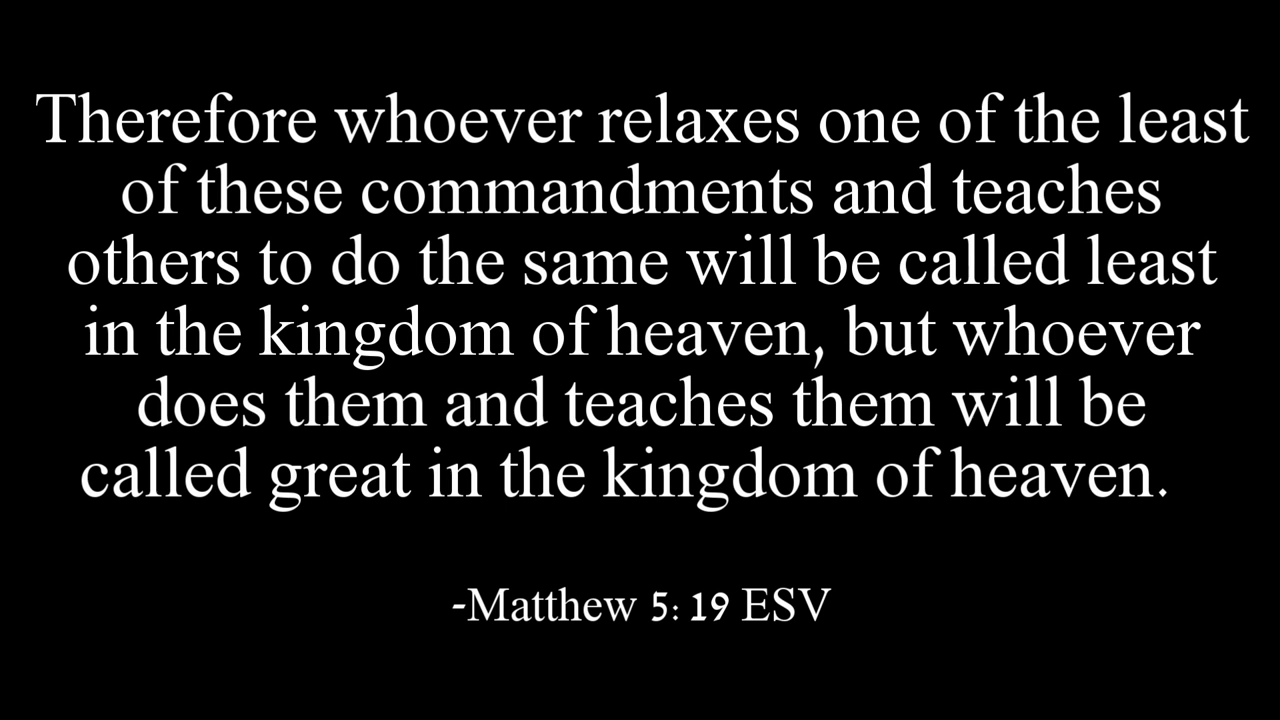 Therefore whoever relaxes one of the least
of these commandments and teaches
others to do the same will be called least
in the kingdom of heaven, but whoever
does them and teaches them will be
called great in the kingdom of heaven.
-Matthew 5: 19 ESV